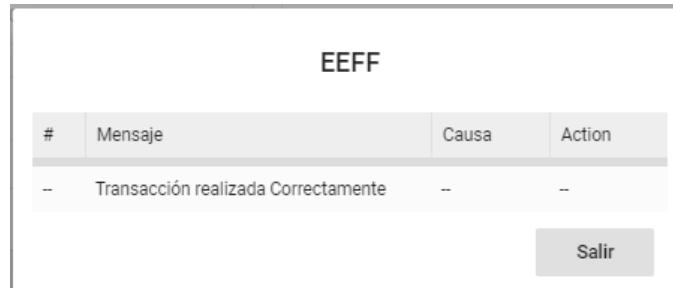 EEFF
# Mensaje Causa Action
-- Transacción realizada Correctamente -- --
Salir